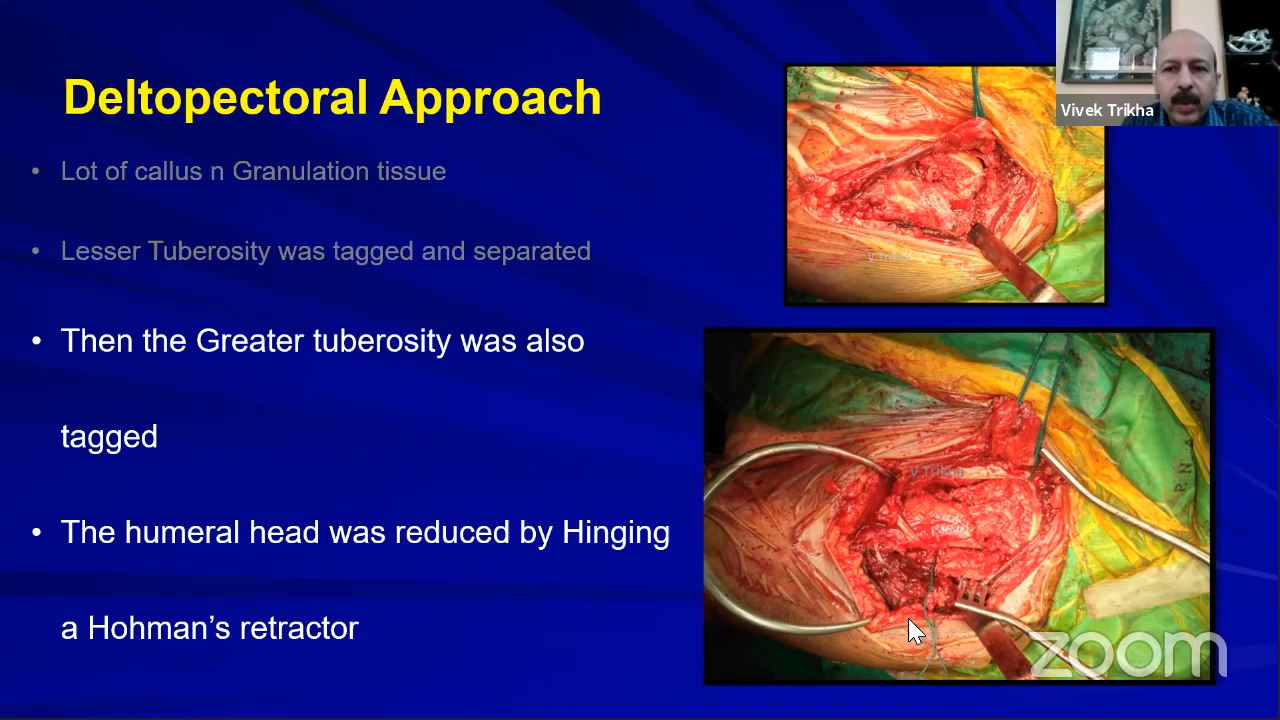 Deltopectoral Approach
• Lot of callus n Granulation tissue
• Lesser Tuberosity was tagged and separated
• Then the Greater tuberosity was also
tagged
• The humeral head was reduced by Hinging
a Hohman’s retractor
Vivek Trikha
V Trikha
V Trikha
P N A C
zoom